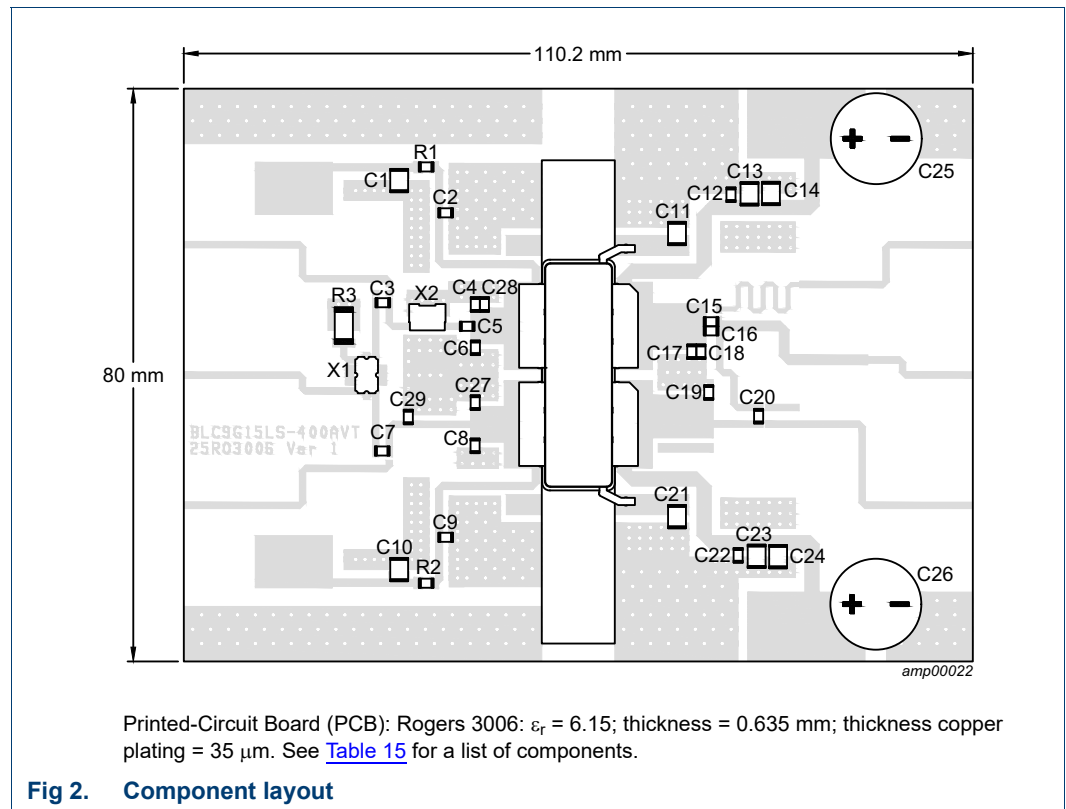 110.2 mm
80 mm
R1
C1
C2
C3
R3
X2
C4 C28
C5
C6
X1
C27
C29
C7
C8
BLC9G15LS-400AVT
25RO3006 Ver 1
C9
C10
R2
C11
C12
C13
C14
+ -
C25
C15
C16
C17
C18
C19
C20
C21
C22
C23
C24
+ -
C26
amp00022
Printed-Circuit Board (PCB): Rogers 3006: εr = 6.15; thickness = 0.635 mm; thickness copper
plating = 35 μm. See Table 15 for a list of components.
Fig 2. Component layout